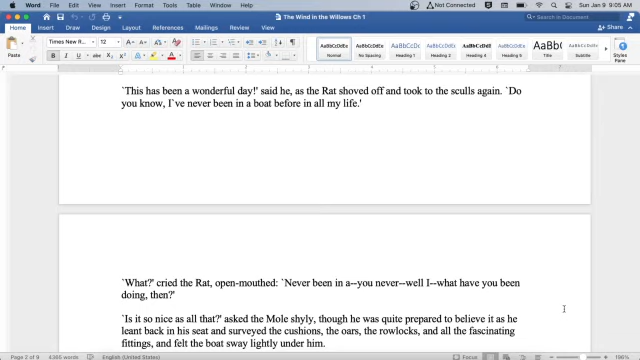 Word File Edit View Insert Format Tools Table Window Help
Not Connected
Sun Jan 9 9:05 AM
The Wind in the Willows Ch 1
Search in Document
Home Insert Draw Design Layout References Mailings Review View
Share
Paste
Times New R... 12
AaBbCcDdEe AaBbCcDdEe AaBbCcDc AaBbCcDdEe AaBbCcDc AaBb( AaBbCcDdEe
Normal No Spacing Heading 1 Heading 2 Heading 5 Title Subtitle
Styles
Pane
`This has been a wonderful day!' said he, as the Rat shoved off and took to the sculls again. `Do
you know, I`ve never been in a boat before in all my life.'
`What?' cried the Rat, open-mouthed: `Never been in a--you never--well I--what have you been
doing, then?'
`Is it so nice as all that?' asked the Mole shyly, though he was quite prepared to believe it as he
leant back in his seat and surveyed the cushions, the oars, the rowlocks, and all the fascinating
fittings, and felt the boat sway lightly under him.
Page 2 of 9 4365 words English (United States)
Focus
196%